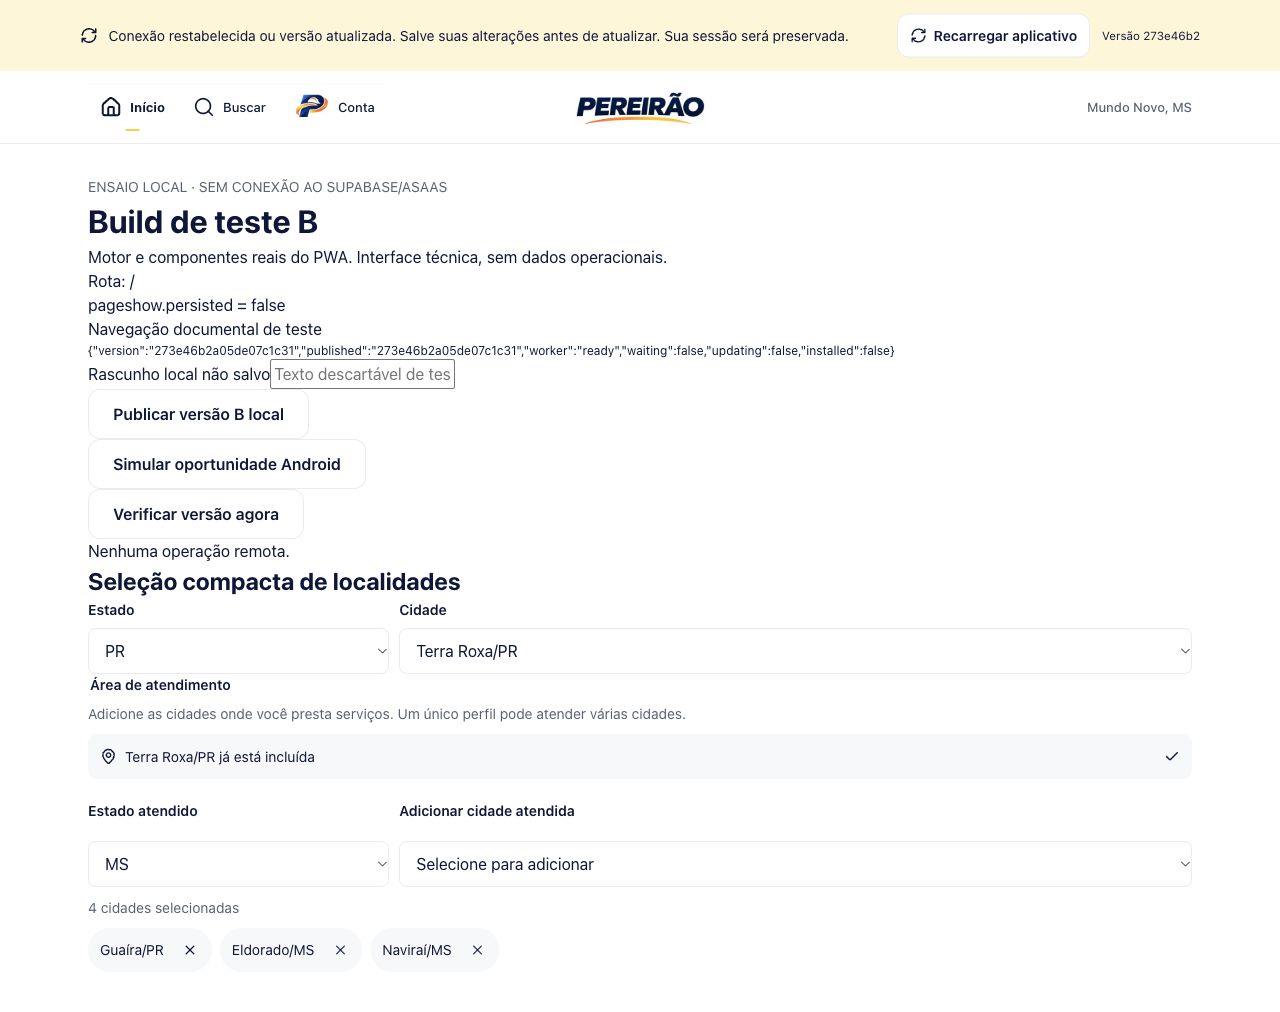 Conexão restabelecida ou versão atualizada. Salve suas alterações antes de atualizar. Sua sessão será preservada.
Recarregar aplicativo
Versão 273e46b2
Início
Buscar
Conta
PEREIRÃO
Mundo Novo, MS
ENSAIO LOCAL · SEM CONEXÃO AO SUPABASE/ASAAS
Build de teste B
Motor e componentes reais do PWA. Interface técnica, sem dados operacionais.
Rota: /
pageshow.persisted = false
Navegação documental de teste
{"version":"273e46b2a05de07c1c31","published":"273e46b2a05de07c1c31","worker":"ready","waiting":false,"updating":false,"installed":false}
Rascunho local não salvo Texto descartável de tes
Publicar versão B local
Simular oportunidade Android
Verificar versão agora
Nenhuma operação remota.
Seleção compacta de localidades
Estado
Cidade
PR
Terra Roxa/PR
Área de atendimento
Adicione as cidades onde você presta serviços. Um único perfil pode atender várias cidades.
Terra Roxa/PR já está incluída
Estado atendido
Adicionar cidade atendida
MS
Selecione para adicionar
4 cidades selecionadas
Guaíra/PR
Eldorado/MS
Naviraí/MS